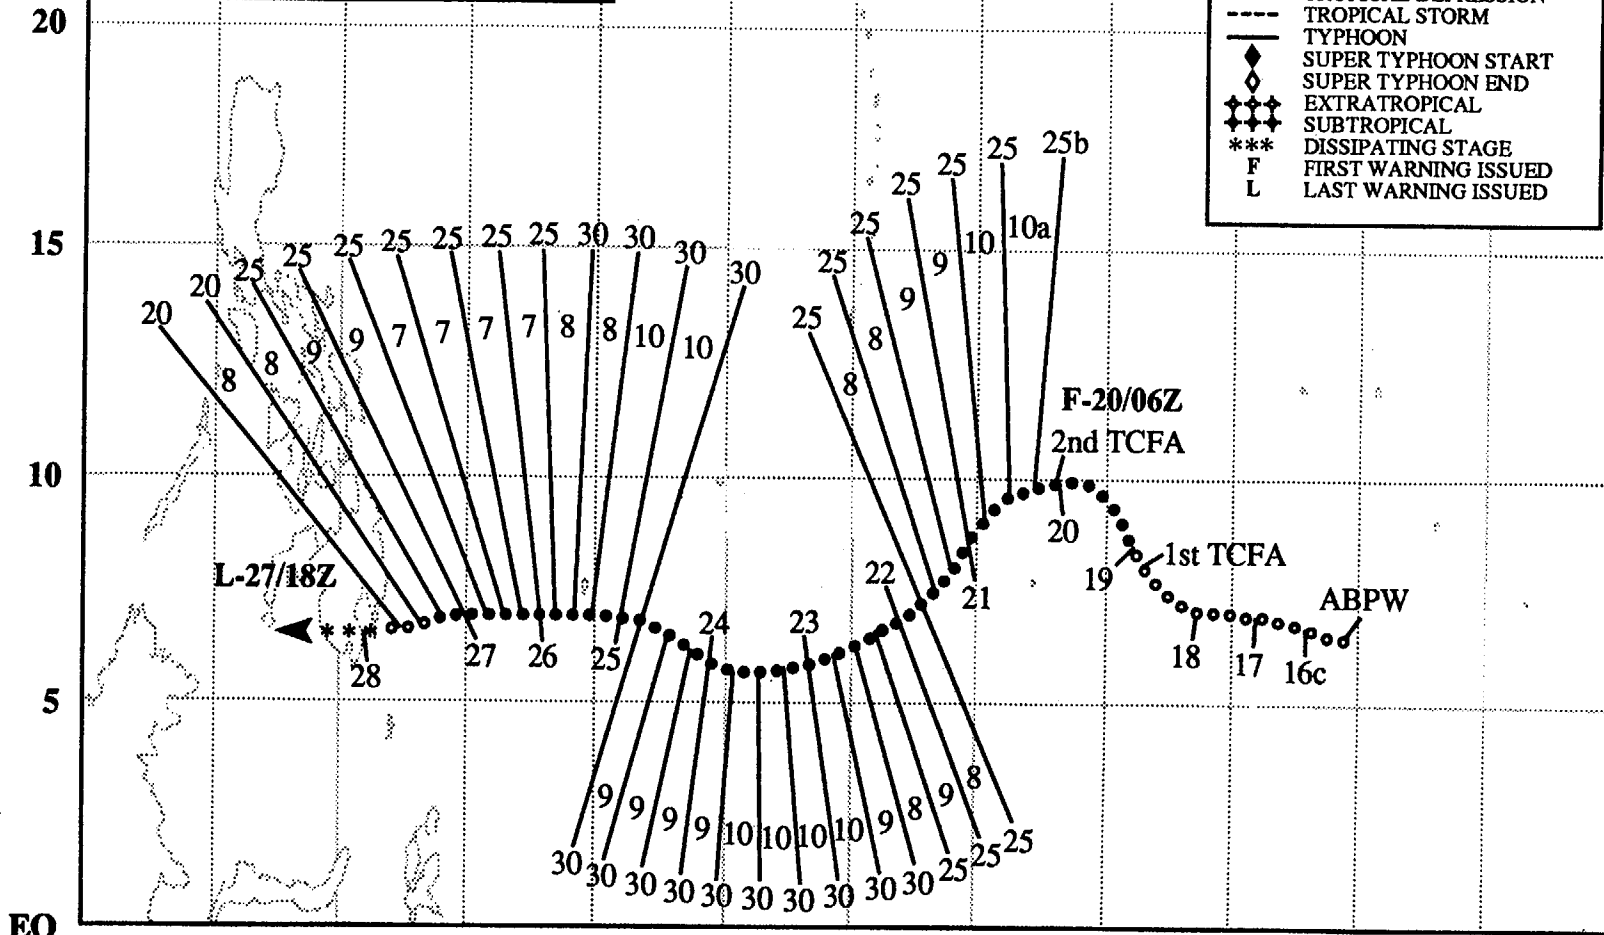 20
15
10
5
EQ
TROPICAL STORM
TYPHOON
SUPER TYPHOON START
SUPER TYPHOON END
EXTRATROPICAL
SUBTROPICAL
*** DISSIPATING STAGE
F FIRST WARNING ISSUED
L LAST WARNING ISSUED
20 20 25 25 25 25 25 25 25 30 30 30 30
8 8 9 9 7 7 7 7 8 8 10 10
25 25 25 25 25 25 25b
8 8 9 9 10 10a
F-20/06Z
2nd TCFA
20
1st TCFA
19
ABPW
18 17 16c
21
22
23
24
25
26
27
28
L-27/18Z
9 9 9 9 10 10 10 10 9 8 9 8
30 30 30 30 30 30 30 30 30 30 25 25 25